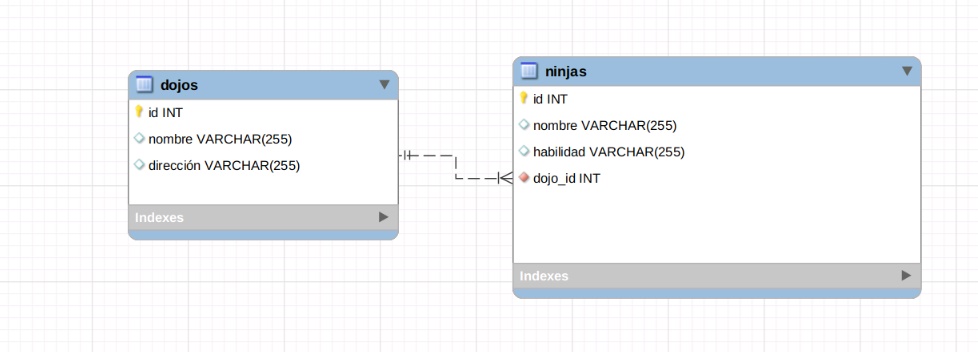 dojos
id INT
nombre VARCHAR(255)
dirección VARCHAR(255)
Indexes
ninjas
id INT
nombre VARCHAR(255)
habilidad VARCHAR(255)
dojo_id INT
Indexes